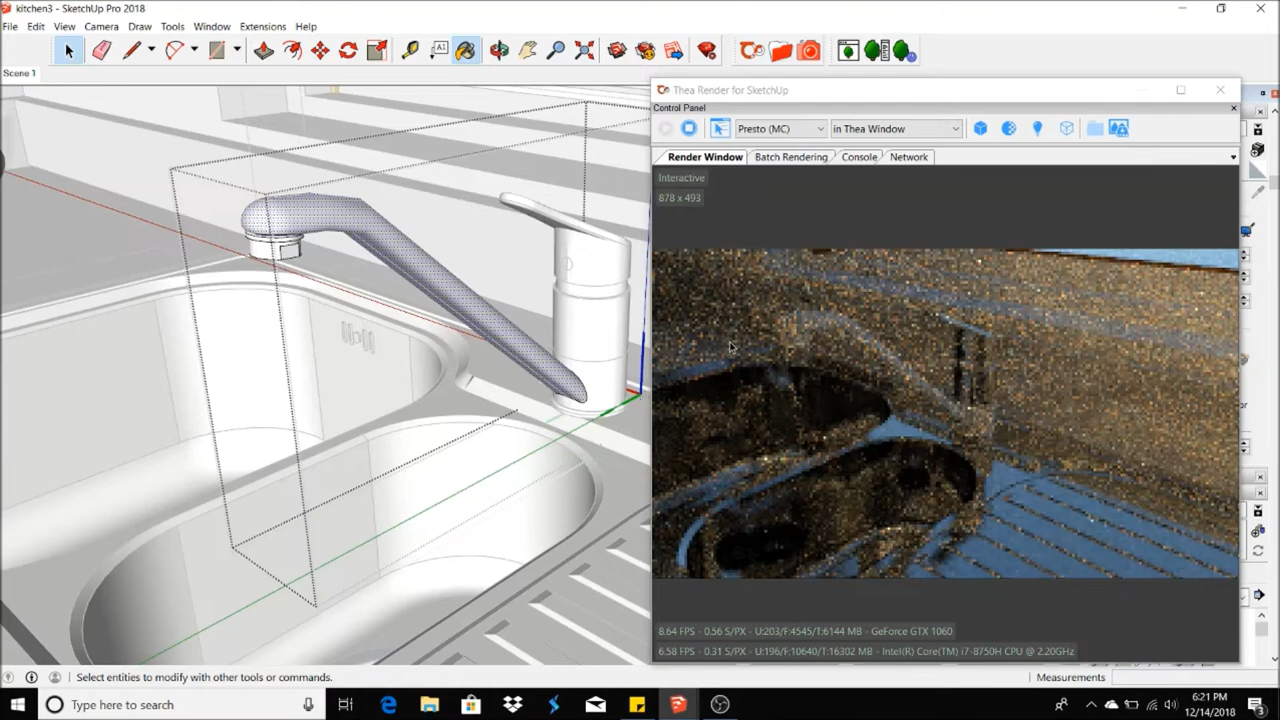 kitchen3 - SketchUp Pro 2018
File Edit View Camera Draw Tools Window Extensions Help
A1
Scene 1
Thea Render for SketchUp
Control Panel
Presto (MC) in Thea Window
Render Window Batch Rendering Console Network
Interactive
878 x 493
or
8.64 FPS - 0.56 S/PX - U:203/F:4545/T:6144 MB - GeForce GTX 1060
6.58 FPS - 0.31 S/PX - U:196/F:10640/T:16302 MB - Intel(R) Core(TM) i7-8750H CPU @ 2.20GHz
Select entities to modify with other tools or commands. Measurements
Type here to search
6:21 PM
12/14/2018
3